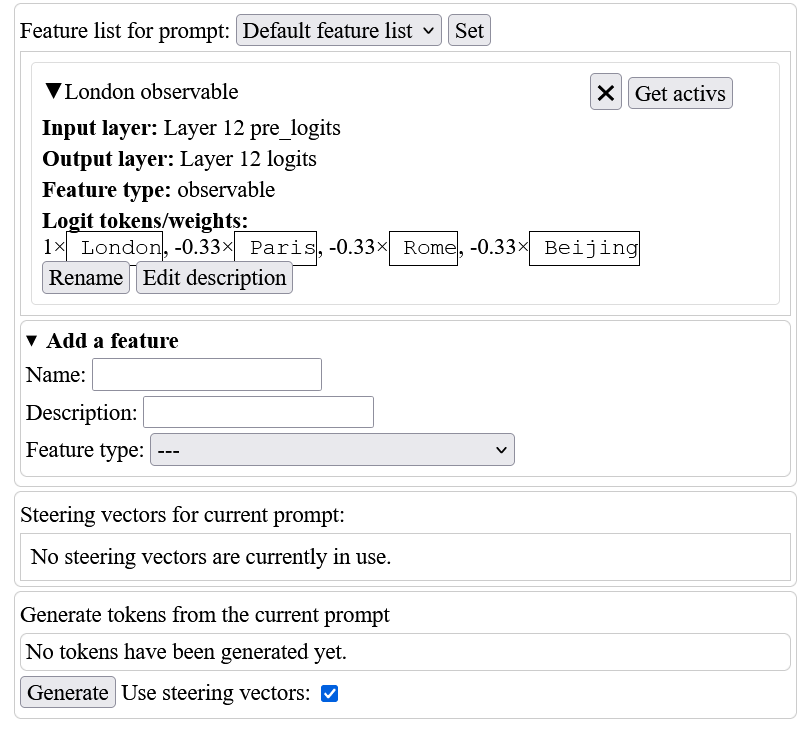 Feature list for prompt: Default feature list Set
▼London observable × Get activs
Input layer: Layer 12 pre_logits
Output layer: Layer 12 logits
Feature type: observable
Logit tokens/weights:
1× London, -0.33× Paris, -0.33× Rome, -0.33× Beijing
Rename Edit description
▼ Add a feature
Name:
Description:
Feature type: ---
Steering vectors for current prompt:
No steering vectors are currently in use.
Generate tokens from the current prompt
No tokens have been generated yet.
Generate Use steering vectors: